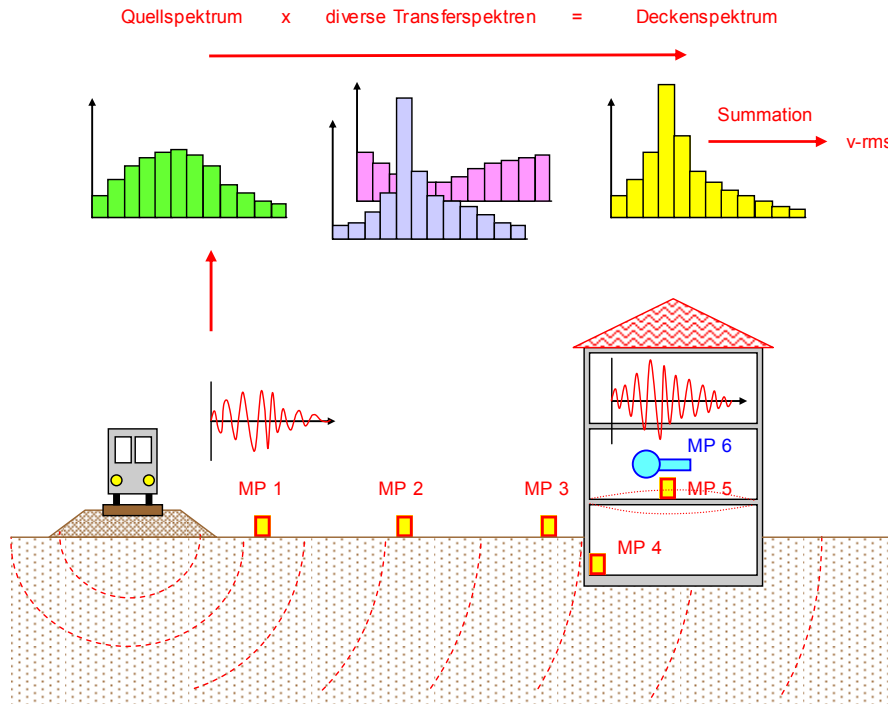 Quellspektrum x diverse Transferspektren = Deckenspektrum
Summation
v-rms
MP 6
MP 1
MP 2
MP 3
MP 5
MP 4